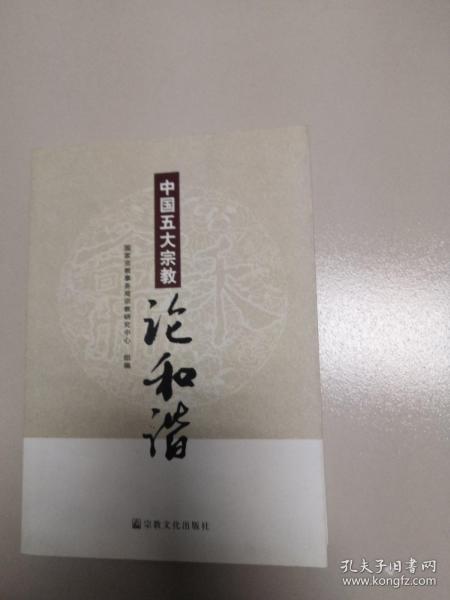 中国五大宗教
论和谐
国家宗教事务局宗教研究中心 组编
宗教文化出版社
孔夫子旧书网
www.kongfz.com